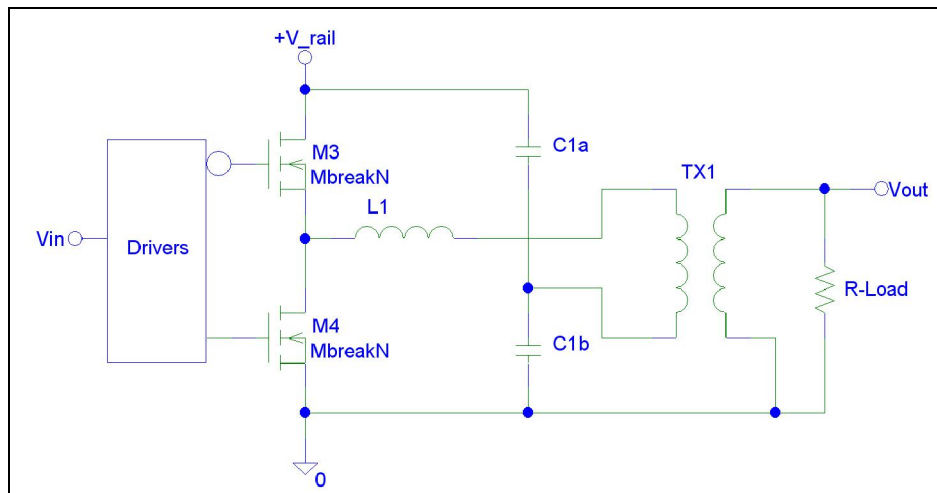 +V_rail
C1a
M3
MbreakN
TX1
L1
Vout
Vin
Drivers
R-Load
M4
MbreakN
C1b
0